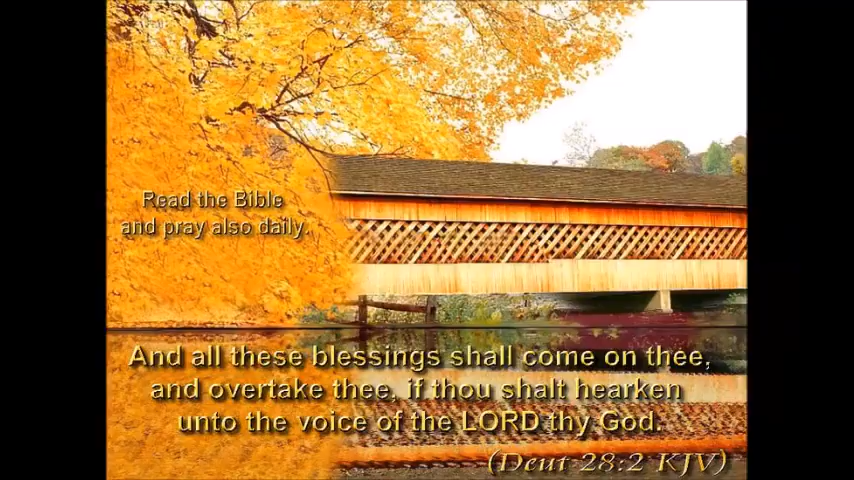 Read the Bible
and pray also daily.
And all these blessings shall come on thee,
and overtake thee, if thou shalt hearken
unto the voice of the LORD thy God.
(Deut 28:2 KJV)